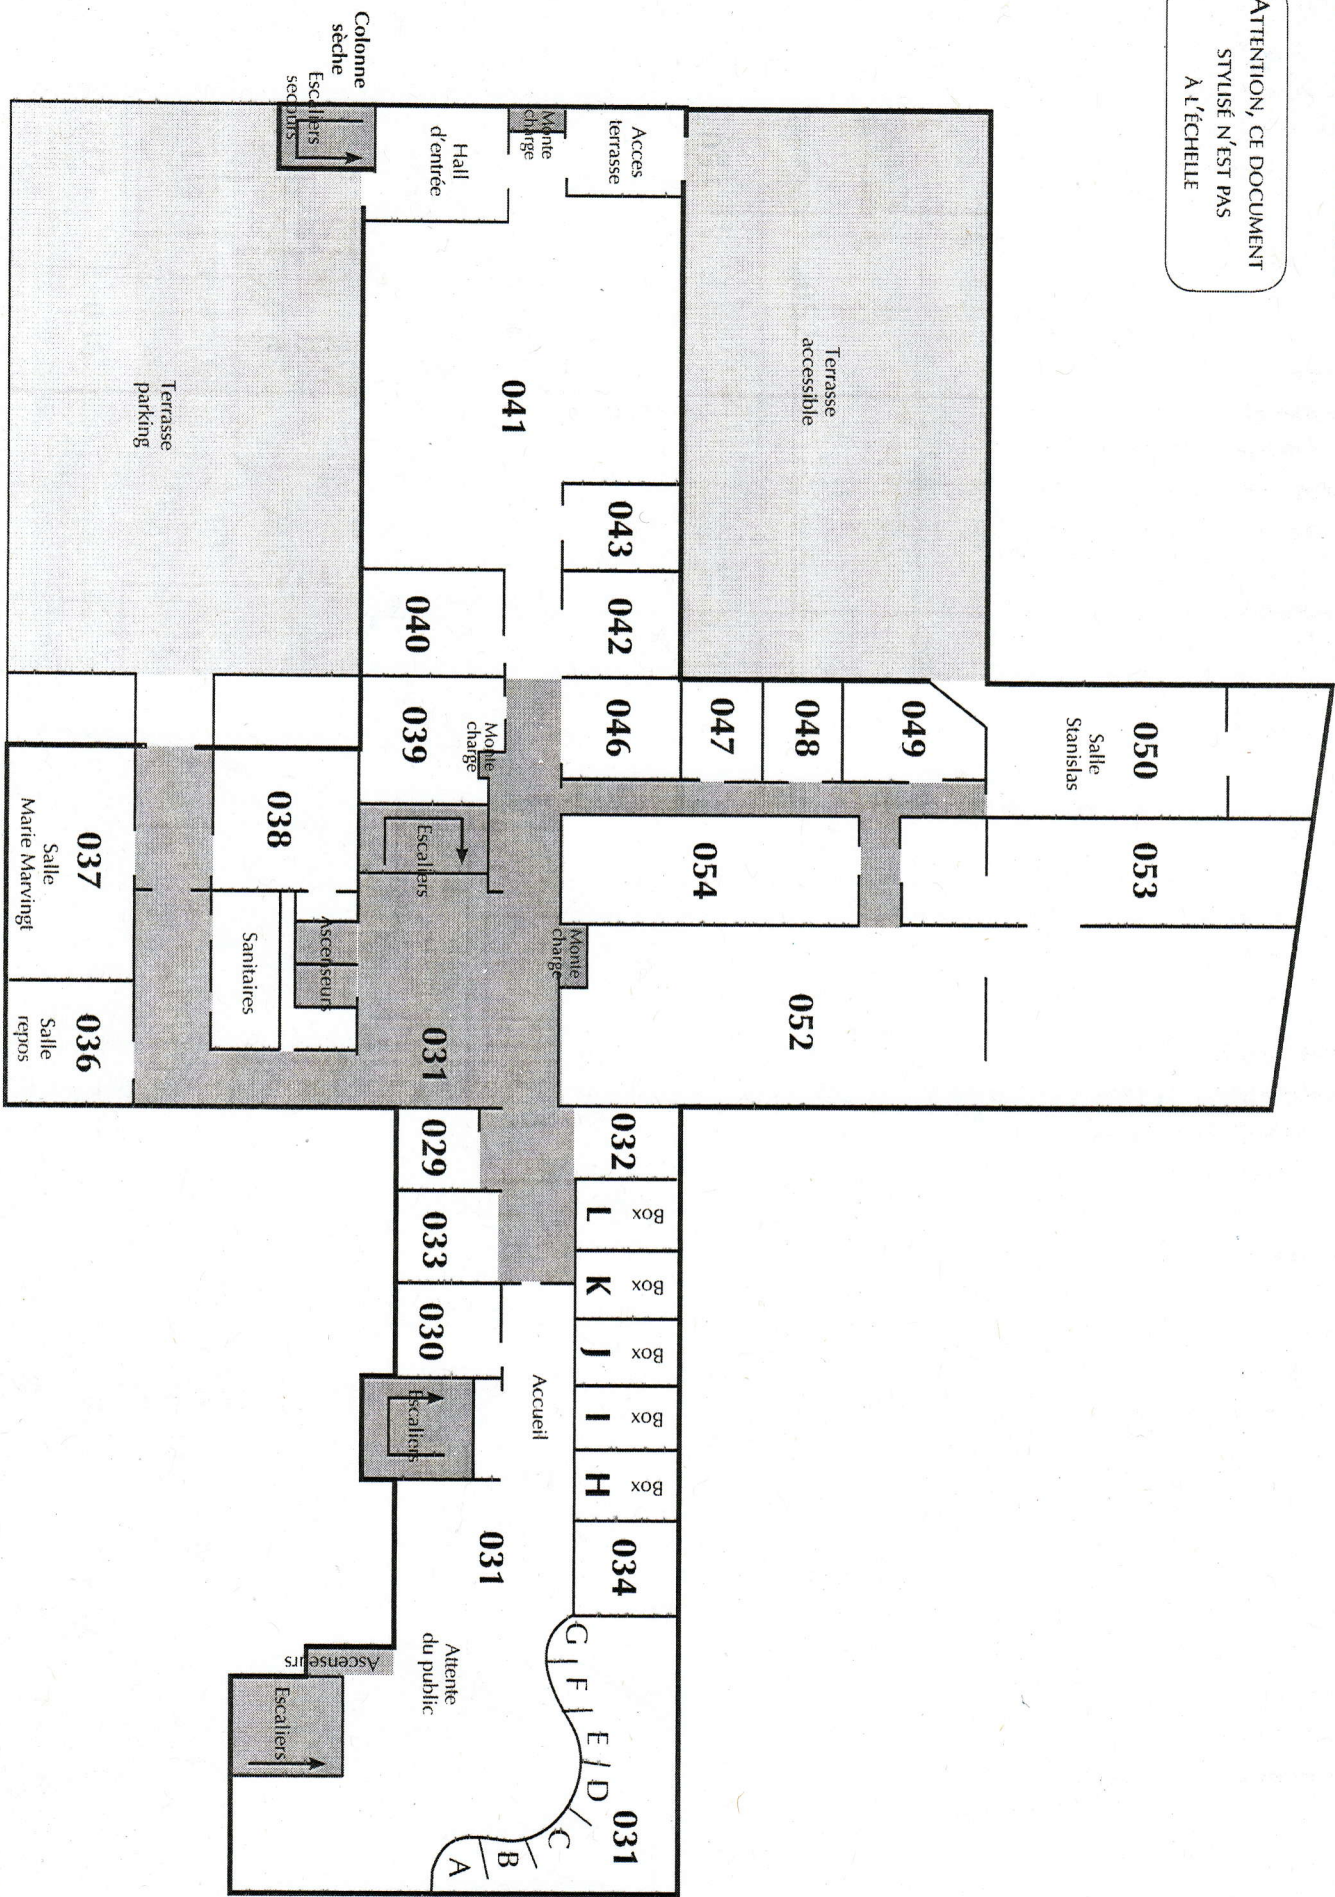 ATTENTION, CE DOCUMENT
STYLISÉ N'EST PAS
À L'ÉCHELLE
Colonne
sèche
Escaliers
secours
Hall
d'entrée
Monte
charge
Acces
terrasse
Terrasse
accessible
Terrasse
parking
041
043
042
040
039
Monte
charge
046
047
048
049
050
Salle
Stanislas
053
054
052
Monte
charge
Escaliers
038
037
Salle
Marie Marvingt
036
Salle
repos
Sanitaires
Ascenseurs
031
029
033
030
032
Box
L
Box
K
Box
J
Box
I
Box
H
034
Accueil
Escaliers
031
Attente
du public
Ascenseurs
Escaliers
G
F
E
D
C
B
A
031